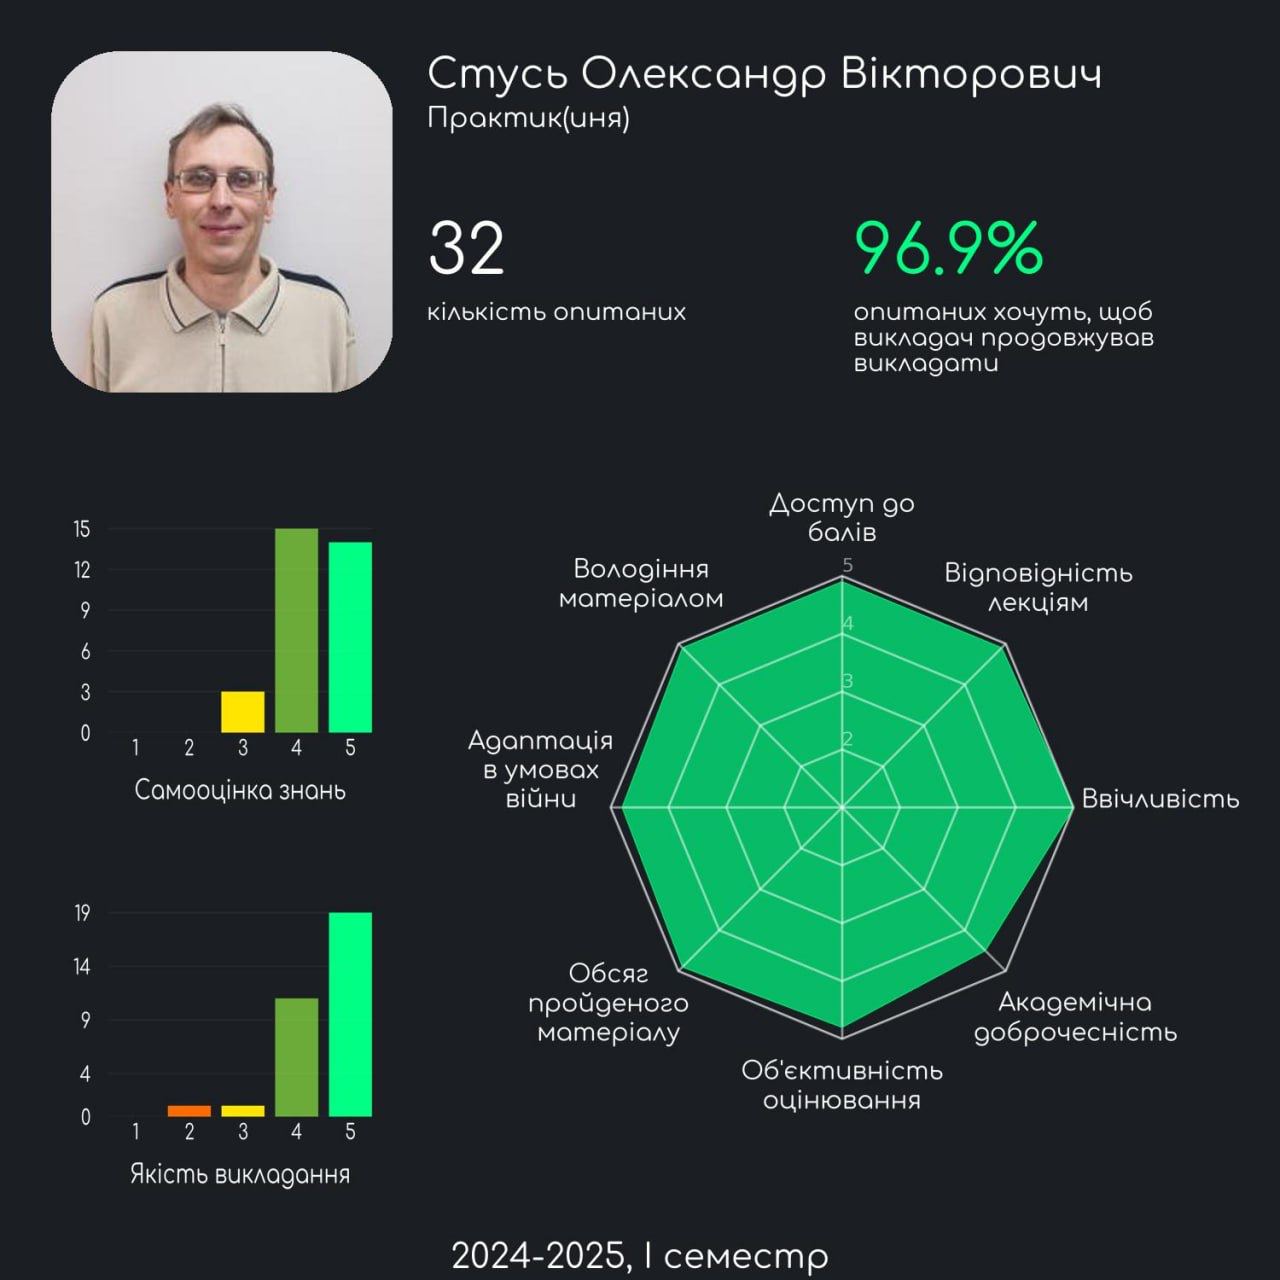 Стусь Олександр Вікторович
Практик(иня)
32
кількість опитаних
96.9%
опитаних хочуть, щоб
викладач продовжував
викладати
15
12
9
6
3
0
1 2 3 4 5
Самооцінка знань
19
14
9
4
0
1 2 3 4 5
Якість викладання
Доступ до
балів
Відповідність
лекціям
Ввічливість
Академічна
доброчесність
Об'єктивність
оцінювання
Обсяг
пройденого
матеріалу
Адаптація
в умовах
війни
Володіння
матеріалом
5
4
3
2
2024-2025, І семестр